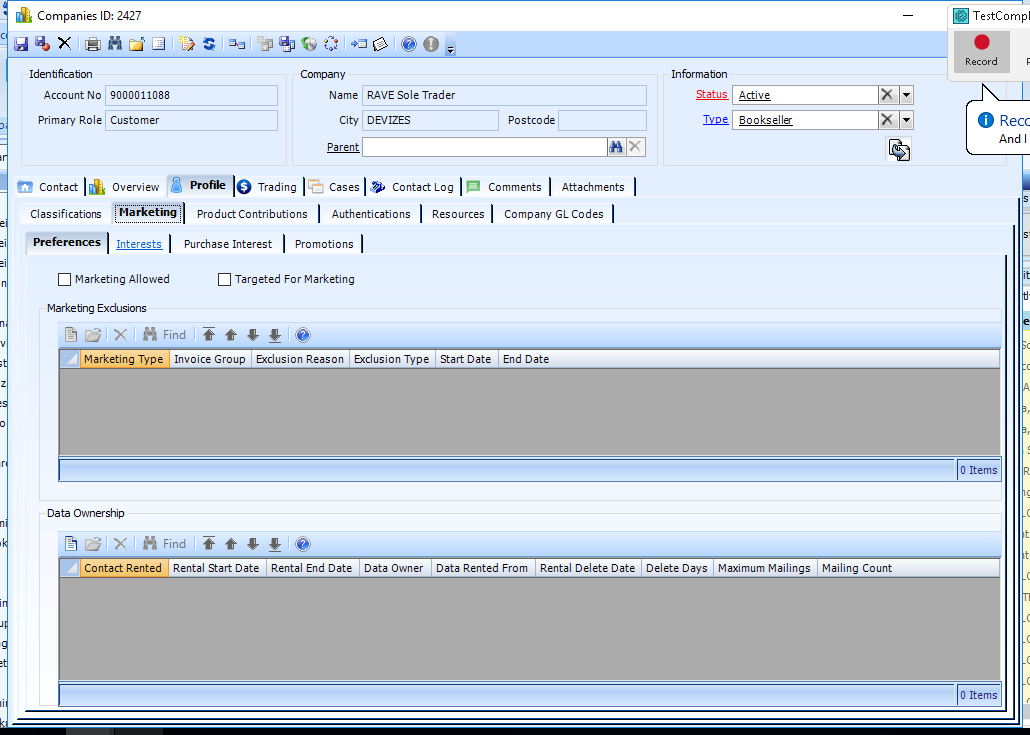 Companies ID: 2427
TestCompl
Record
Identification
Account No 9000011088
Primary Role Customer
Company
Name RAVE Sole Trader
City DEVIZES Postcode
Parent
Information
Status Active
Type Bookseller
Reco
And I
Contact Overview Profile Trading Cases Contact Log Comments Attachments
Classifications Marketing Product Contributions Authentications Resources Company GL Codes
Preferences Interests Purchase Interest Promotions
Marketing Allowed Targeted For Marketing
Marketing Exclusions
Find
Marketing Type Invoice Group Exclusion Reason Exclusion Type Start Date End Date
0 Items
Data Ownership
Find
Contact Rented Rental Start Date Rental End Date Data Owner Data Rented From Rental Delete Date Delete Days Maximum Mailings Mailing Count
0 Items